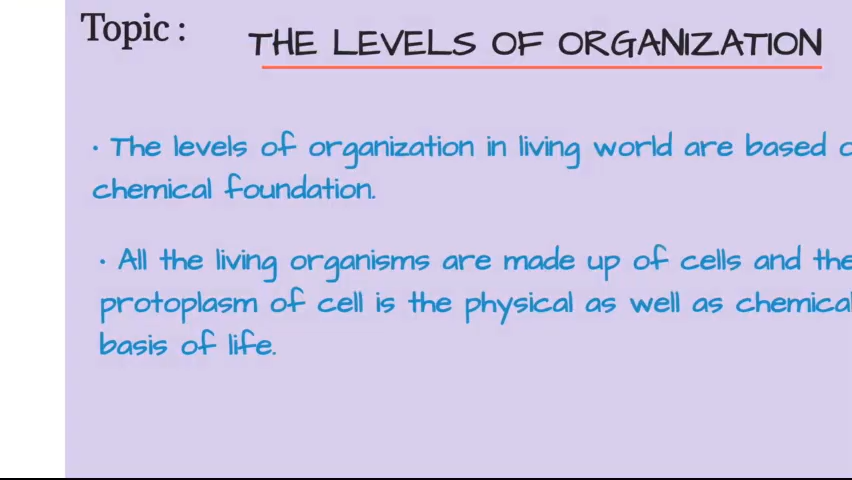 Topic :
THE LEVELS OF ORGANIZATION
• The levels of organization in living world are based
chemical foundation.
• All the living organisms are made up of cells and the
protoplasm of cell is the physical as well as chemical
basis of life.